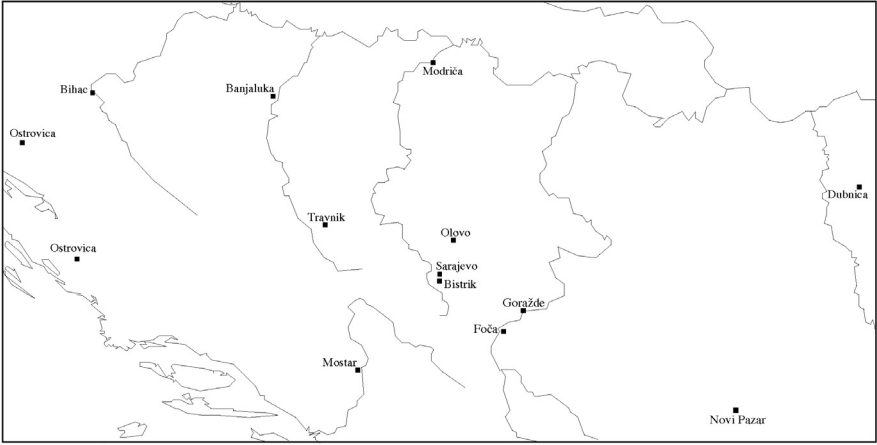 Modriča
Bihac
Banjaluka
Ostrovica
Dubnica
Travnik
Olovo
Ostrovica
Sarajevo
Bistrik
Goražde
Foča
Mostar
Novi Pazar